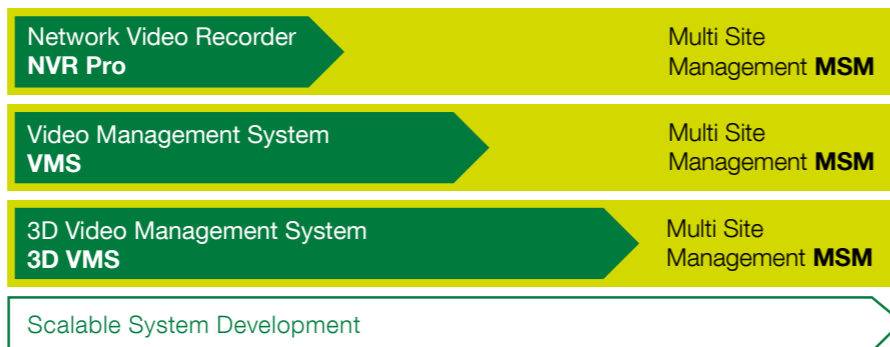 Network Video Recorder
NVR Pro
Multi Site
Management MSM
Video Management System
VMS
Multi Site
Management MSM
3D Video Management System
3D VMS
Multi Site
Management MSM
Scalable System Development